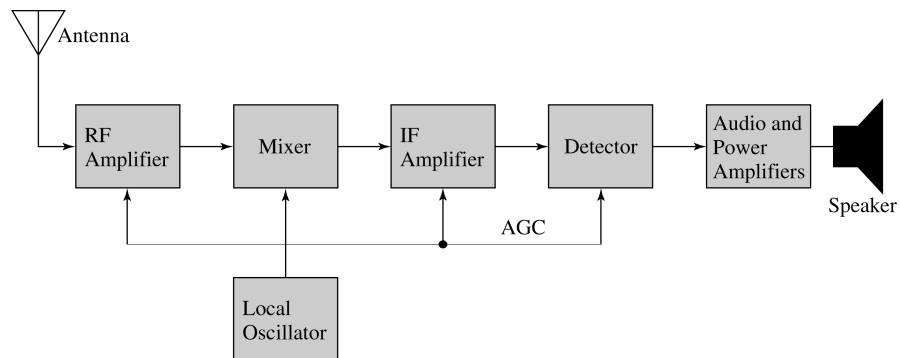 Antenna
RF
Amplifier
Mixer
IF
Amplifier
Detector
Audio and
Power
Amplifiers
Speaker
AGC
Local
Oscillator